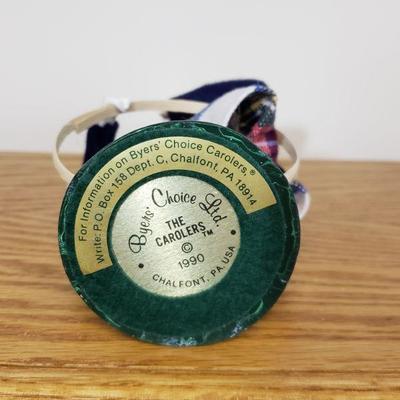 For Information on Byers' Choice Carolers,®
Write: P.O. Box 158 Dept. C, Chalfont, PA 18914
Byers' Choice Ltd.
THE
CAROLERS™
©
1990
• CHALFONT, PA. USA •